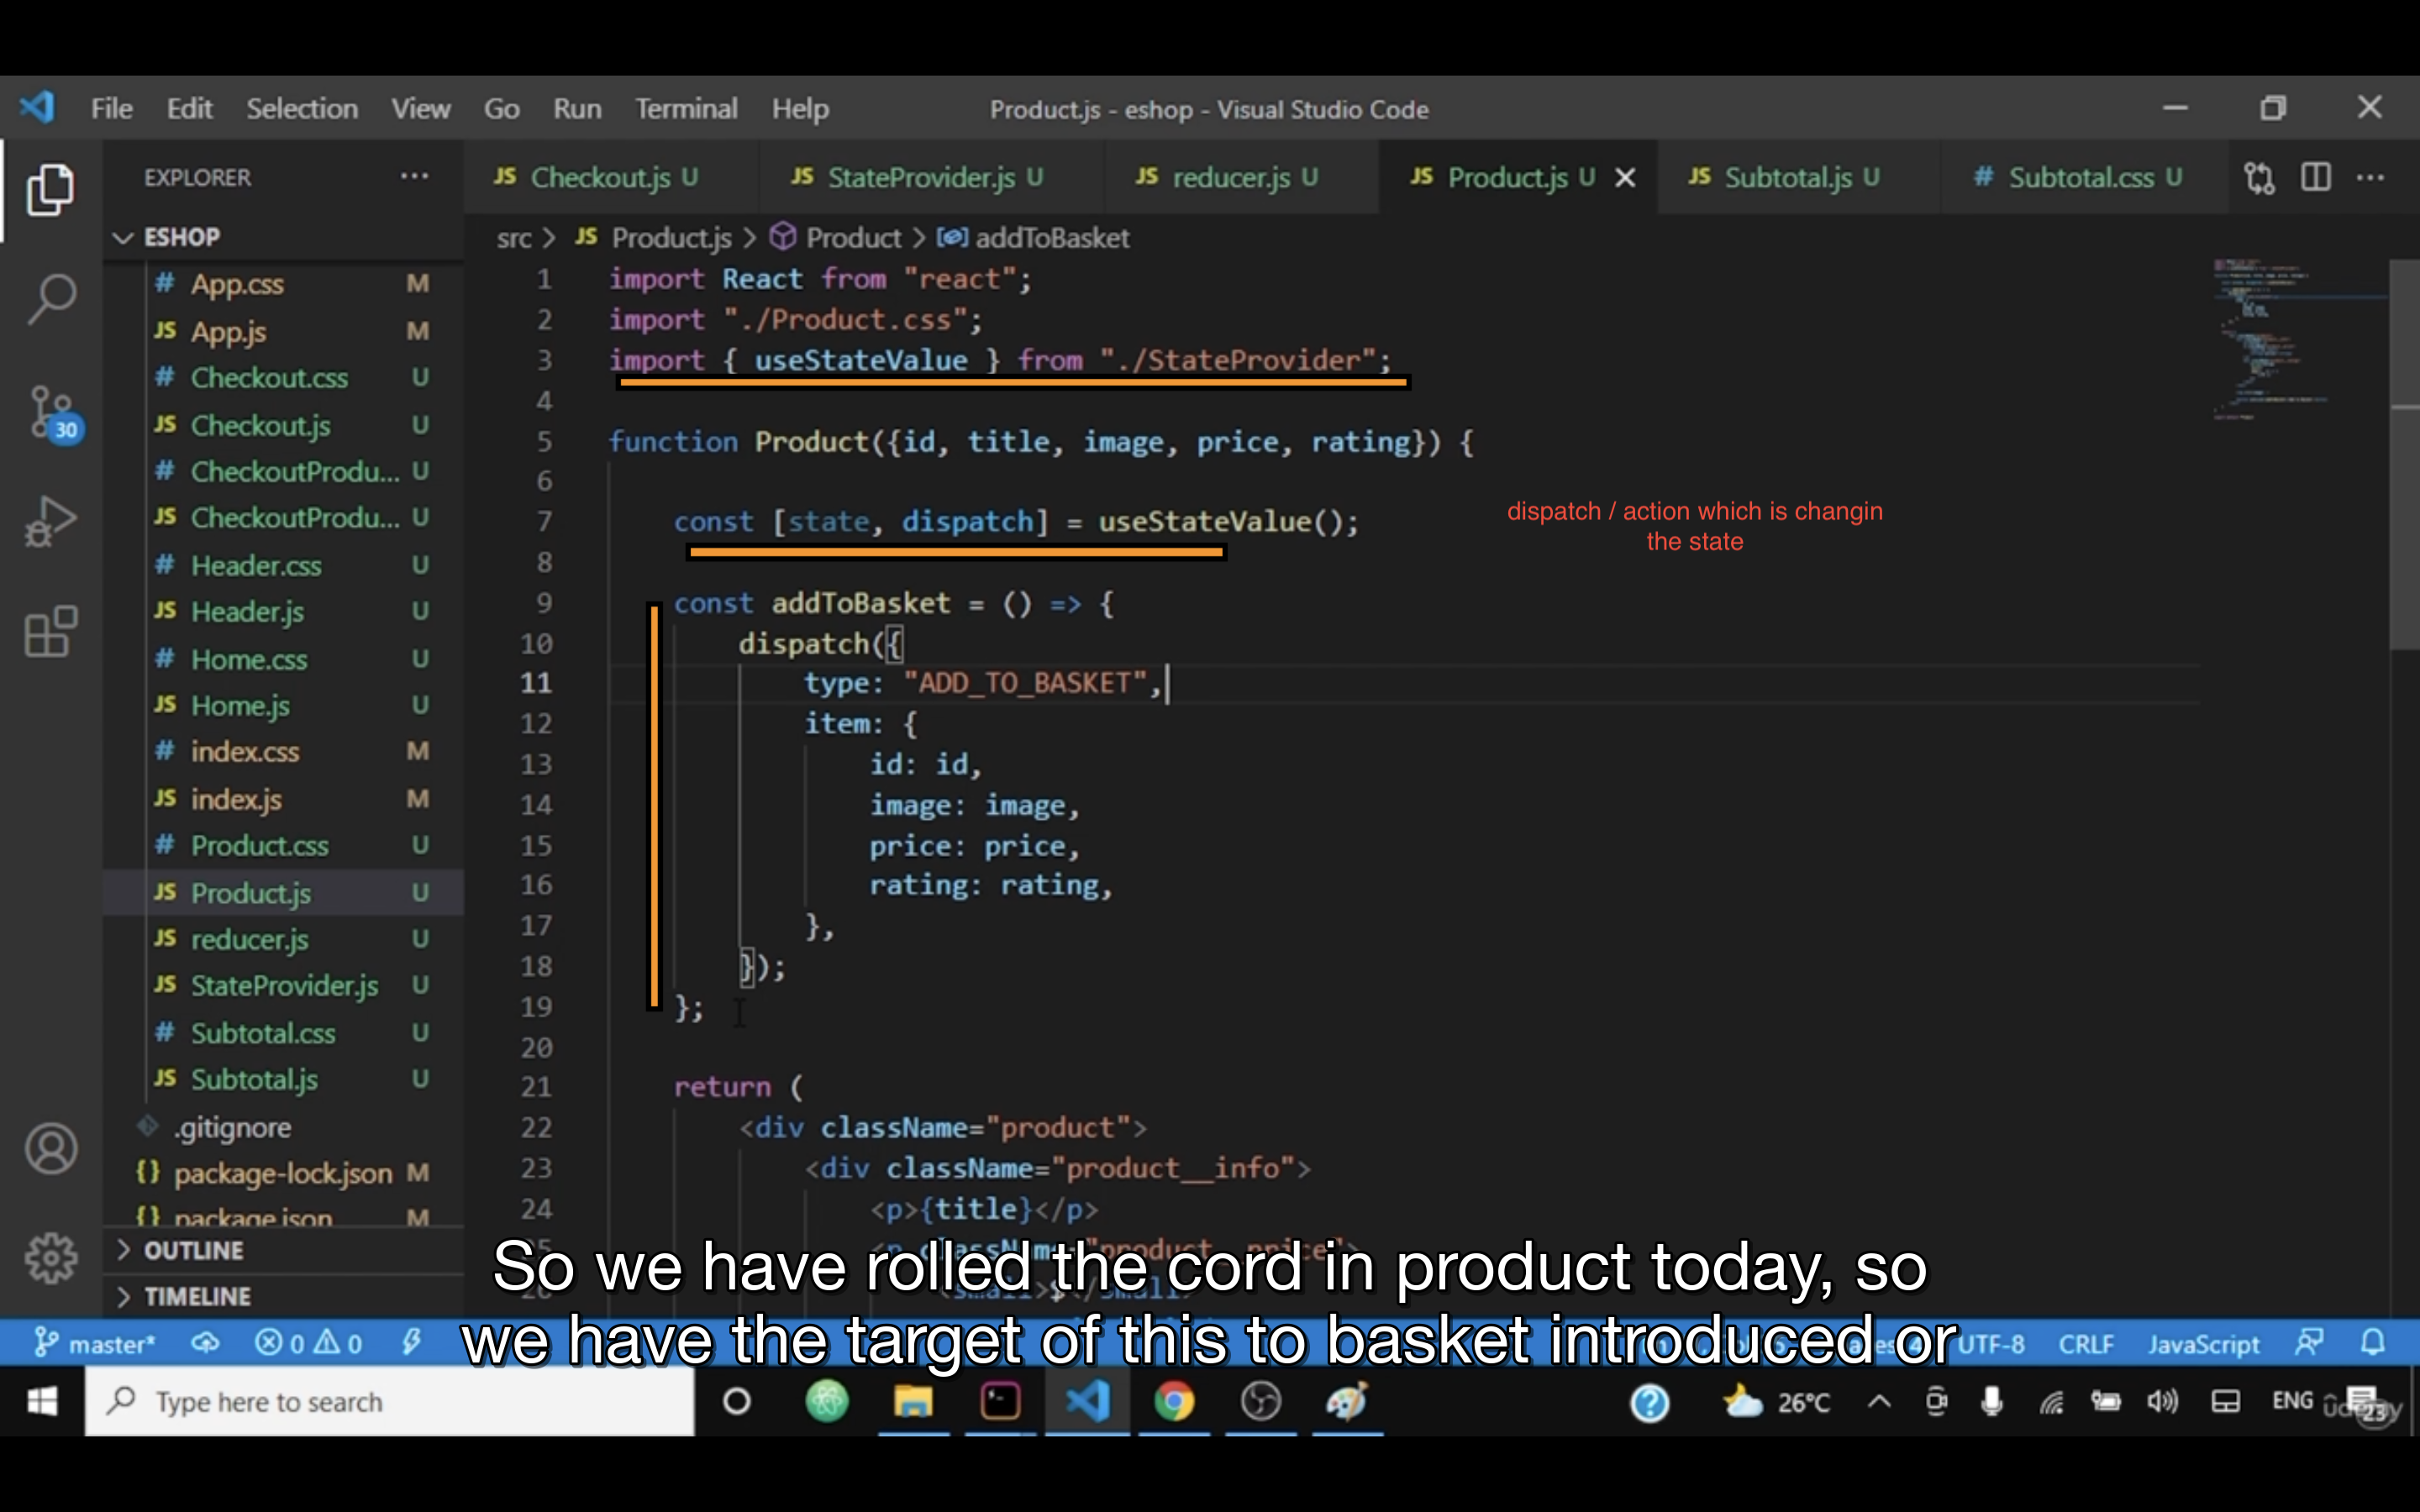 File Edit Selection View Go Run Terminal Help Product.js - eshop - Visual Studio Code
EXPLORER ...
JS Checkout.js U JS StateProvider.js U JS reducer.js U JS Product.js U JS Subtotal.js U # Subtotal.css U ...
ESHOP
src > JS Product.js > Product > addToBasket
# App.css M
JS App.js M
# Checkout.css U
JS Checkout.js U
# CheckoutProdu... U
JS CheckoutProdu... U
# Header.css U
JS Header.js U
# Home.css U
JS Home.js U
# index.css M
JS index.js M
# Product.css U
JS Product.js U
JS reducer.js U
JS StateProvider.js U
# Subtotal.css U
JS Subtotal.js U
.gitignore
{} package-lock.json M
{} package.json M
> OUTLINE
> TIMELINE
30
1 import React from "react";
2 import "./Product.css";
3 import { useStateValue } from "./StateProvider";
4
5 function Product({id, title, image, price, rating}) {
6
7 const [state, dispatch] = useStateValue();
8
9 const addToBasket = () => {
10 dispatch({
11 type: "ADD_TO_BASKET",
12 item: {
13 id: id,
14 image: image,
15 price: price,
16 rating: rating,
17 },
18 });
19 };
20
21 return (
22 <div className="product">
23 <div className="product__info">
24 <p>{title}</p>
25 <p className="product__price">
26 <small>$</small>
dispatch / action which is changin
the state
So we have rolled the cord in product today, so
we have the target of this to basket introduced or
master* 0 0 UTF-8 CRLF JavaScript
Type here to search 26°C ENG 23
udemy